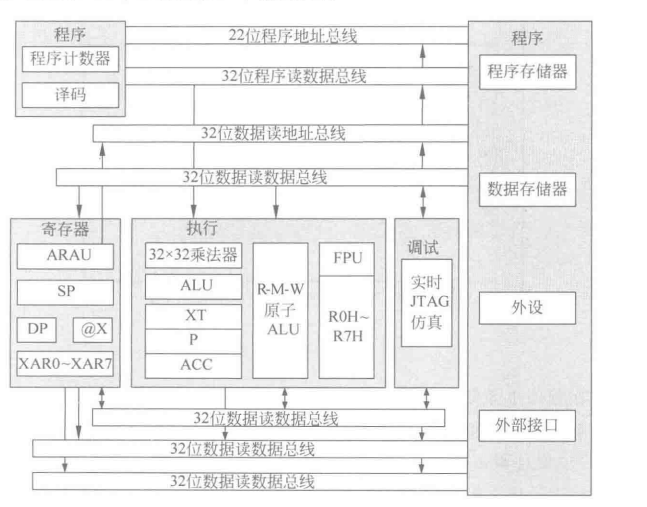 程序
程序计数器
译码
22位程序地址总线
32位程序读数据总线
32位数据读地址总线
32位数据读数据总线
程序
程序存储器
数据存储器
外设
外部接口
寄存器
ARAU
SP
DP
@X
XAR0~XAR7
执行
32×32乘法器
ALU
XT
P
ACC
R-M-W
原子
ALU
FPU
R0H~
R7H
调试
实时
JTAG
仿真
32位数据读数据总线
32位数据读数据总线
32位数据读数据总线